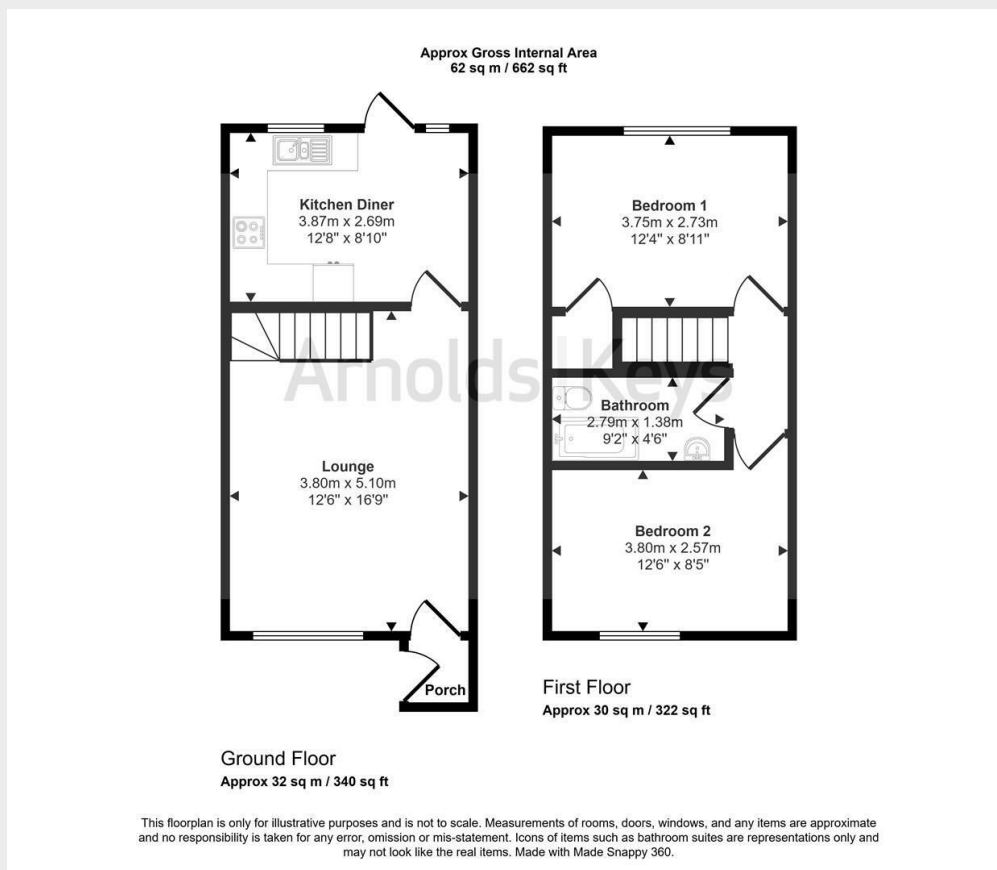 Approx Gross Internal Area
62 sq m / 662 sq ft
Kitchen Diner
3.87m x 2.69m
12'8" x 8'10"
Lounge
3.80m x 5.10m
12'6" x 16'9"
Porch
Ground Floor
Approx 32 sq m / 340 sq ft
Bedroom 1
3.75m x 2.73m
12'4" x 8'11"
Bathroom
2.79m x 1.38m
9'2" x 4'6"
Bedroom 2
3.80m x 2.57m
12'6" x 8'5"
First Floor
Approx 30 sq m / 322 sq ft
Arnolds | Keys
This floorplan is only for illustrative purposes and is not to scale. Measurements of rooms, doors, windows, and any items are approximate
and no responsibility is taken for any error, omission or mis-statement. Icons of items such as bathroom suites are representations only and
may not look like the real items. Made with Made Snappy 360.